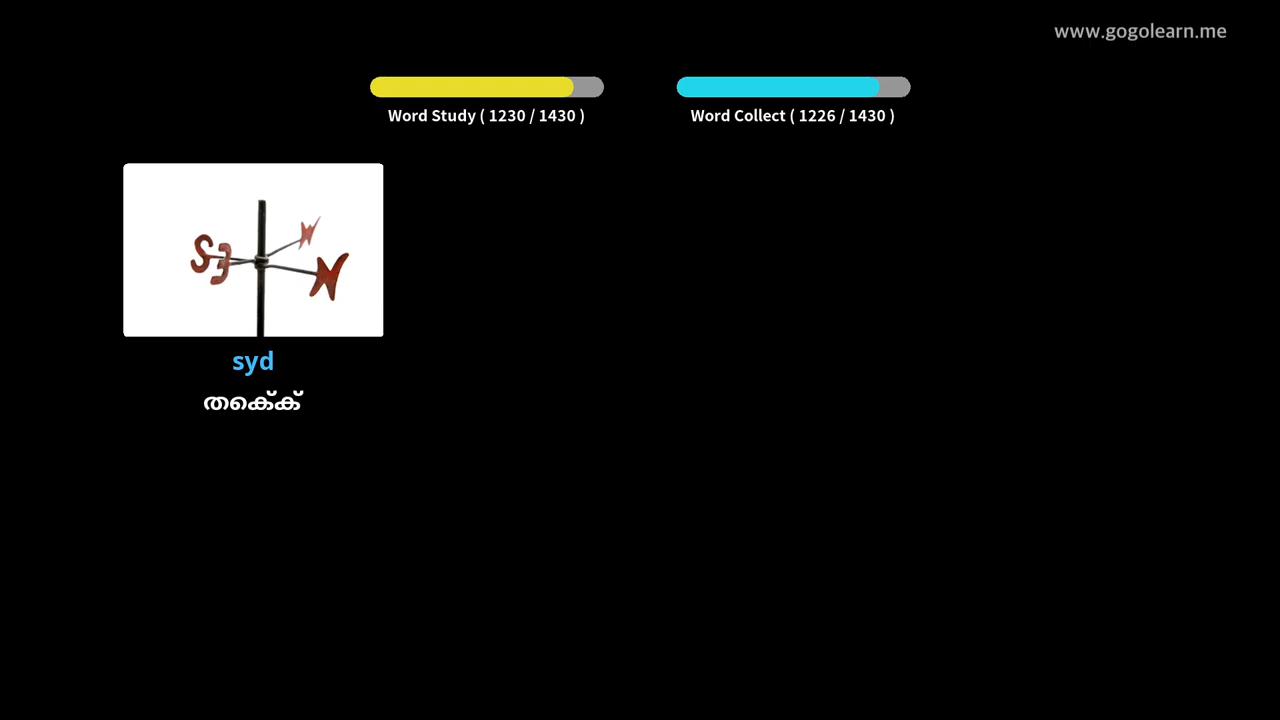 www.gogolearn.me
Word Study ( 1230 / 1430 )
Word Collect ( 1226 / 1430 )
S E N N
syd
തക്കെ്